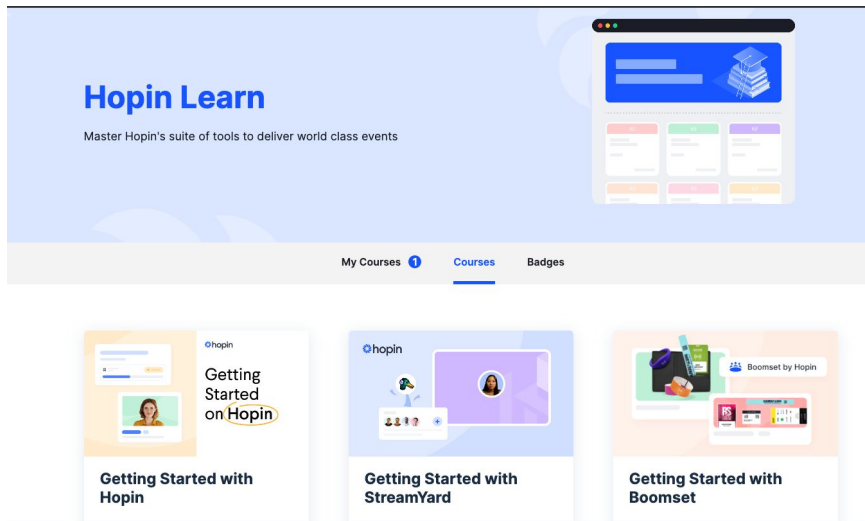 Hopin Learn
Master Hopin's suite of tools to deliver world class events
My Courses 1
Courses
Badges
hopin
Getting
Started
on Hopin
hopin
Boomset by Hopin
Getting Started with
Hopin
Getting Started with
StreamYard
Getting Started with
Boomset